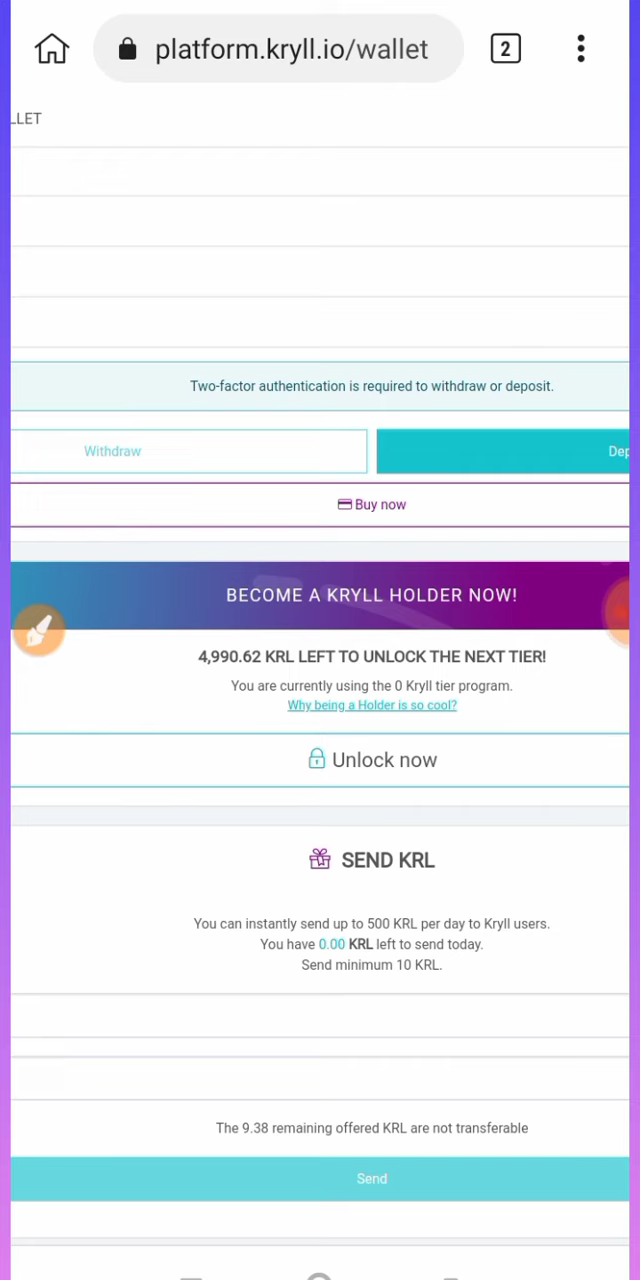 platform.kryll.io/wallet
2
LLET
Two-factor authentication is required to withdraw or deposit.
Withdraw
Dep
Buy now
BECOME A KRYLL HOLDER NOW!
4,990.62 KRL LEFT TO UNLOCK THE NEXT TIER!
You are currently using the 0 Kryll tier program.
Why being a Holder is so cool?
Unlock now
SEND KRL
You can instantly send up to 500 KRL per day to Kryll users.
You have 0.00 KRL left to send today.
Send minimum 10 KRL.
The 9.38 remaining offered KRL are not transferable
Send